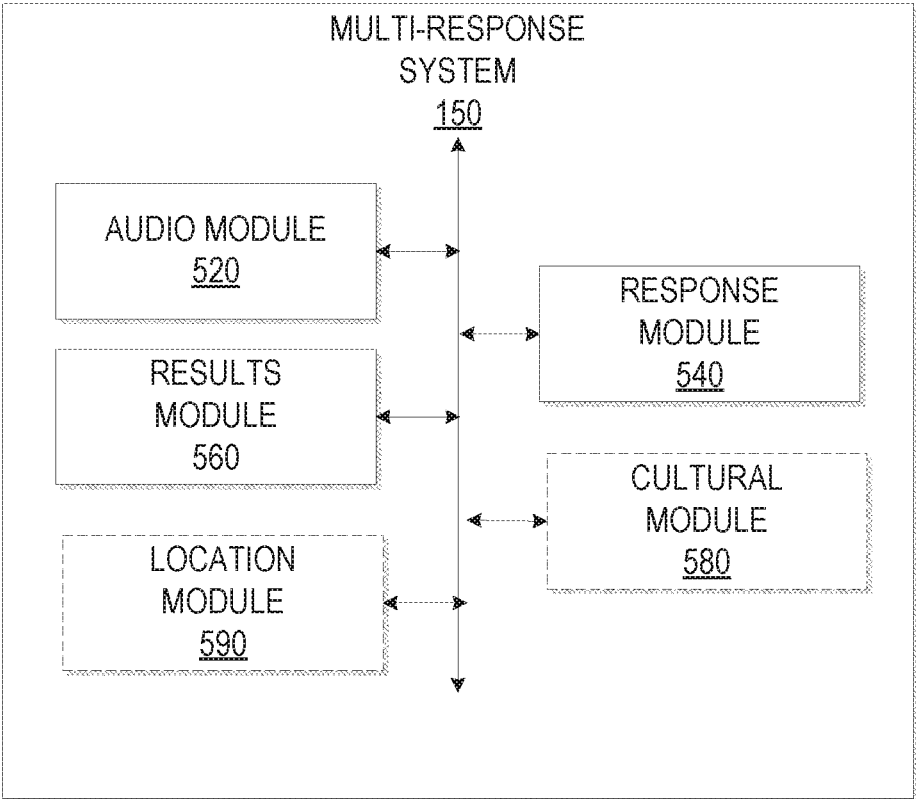 MULTI-RESPONSE
SYSTEM
150
AUDIO MODULE
520
RESPONSE
MODULE
540
RESULTS
MODULE
560
CULTURAL
MODULE
580
LOCATION
MODULE
590